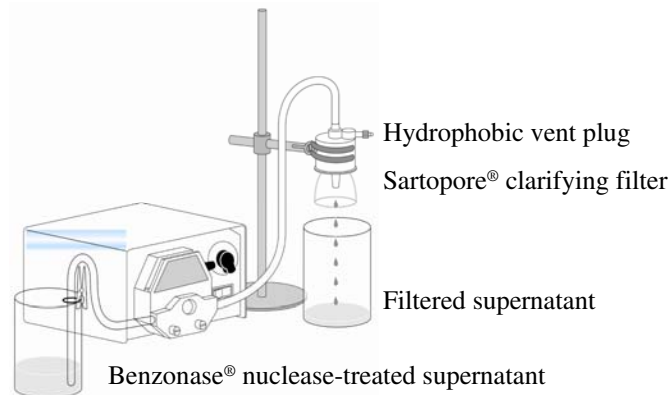 Hydrophobic vent plug
Sartopore® clarifying filter
Filtered supernatant
Benzonase® nuclease-treated supernatant